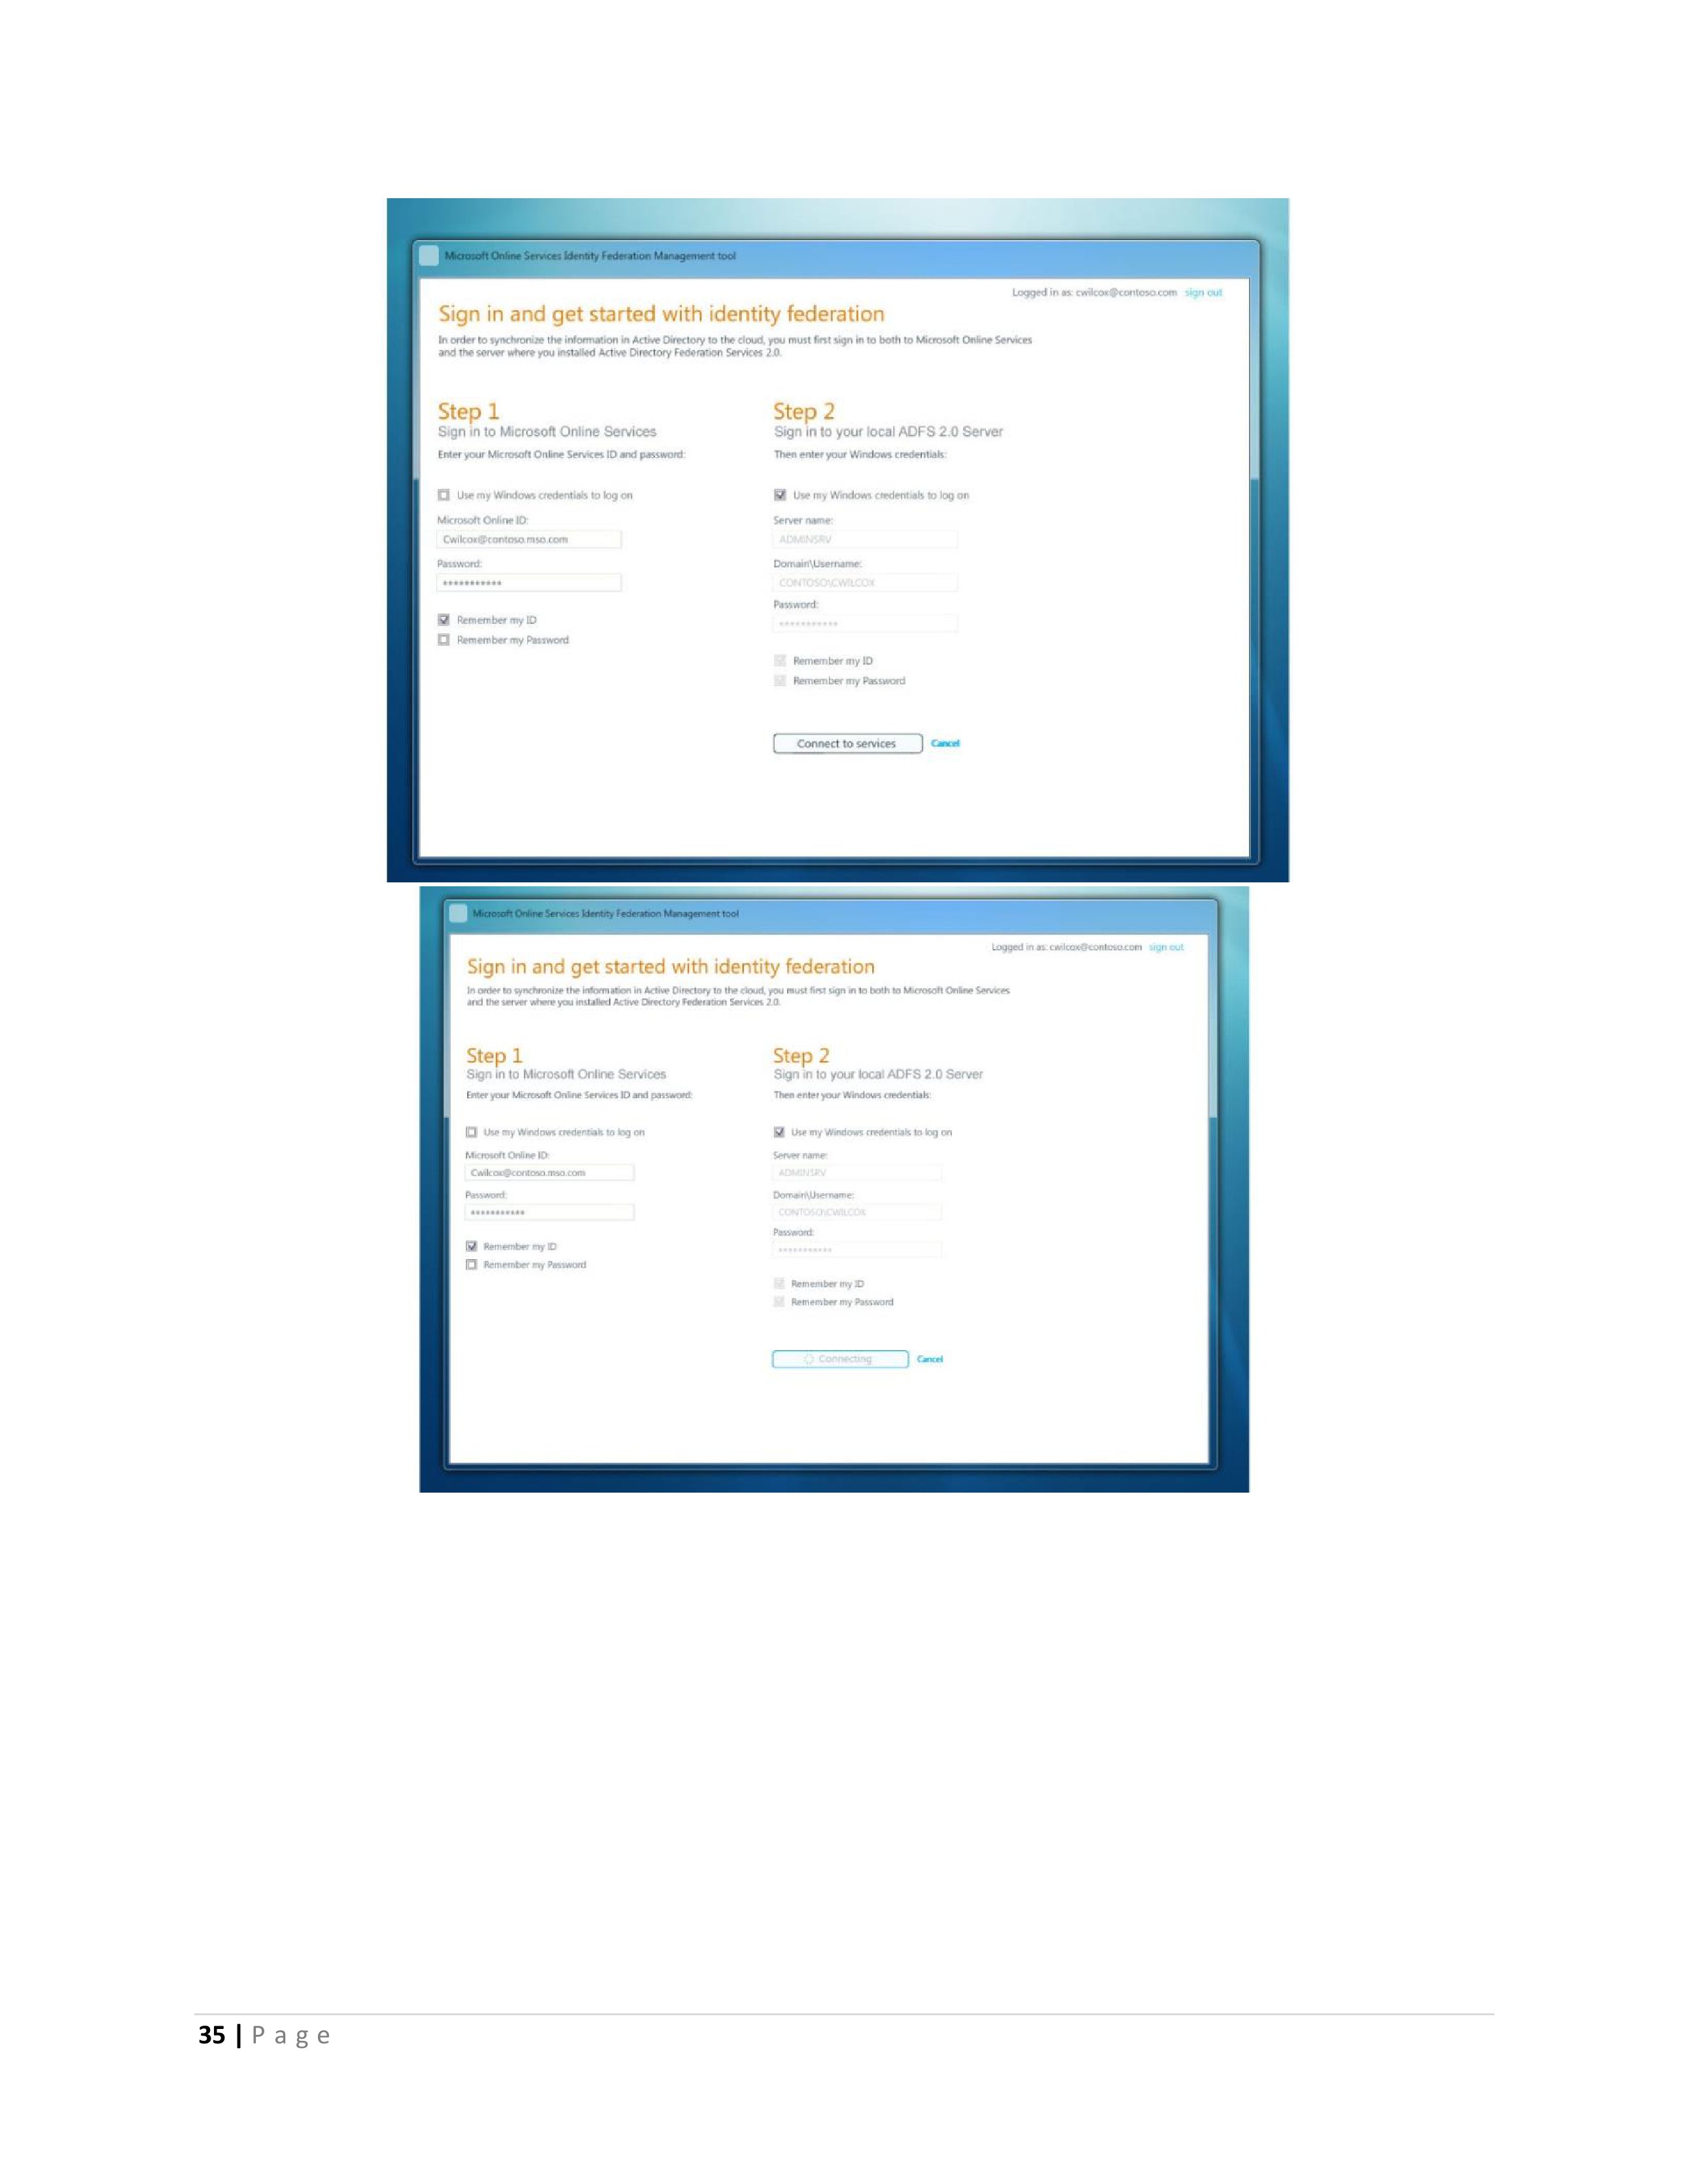 Microsoft Online Services Identity Federation Management tool
Logged in as: cwilcox@contoso.com sign out
Sign in and get started with identity federation
In order to synchronize the information in Active Directory to the cloud, you must first sign in to both to Microsoft Online Services
and the server where you installed Active Directory Federation Services 2.0.
Step 1
Sign in to Microsoft Online Services
Enter your Microsoft Online Services ID and password:
Use my Windows credentials to log on
Microsoft Online ID:
Cwilcox@contoso.mso.com
Password:
***********
Remember my ID
Remember my Password
Step 2
Sign in to your local ADFS 2.0 Server
Then enter your Windows credentials:
Use my Windows credentials to log on
Server name:
ADMINSRV
Domain\Username:
CONTOSO\CWILCOX
Password:
***********
Remember my ID
Remember my Password
Connect to services Cancel
Microsoft Online Services Identity Federation Management tool
Logged in as: cwilcox@contoso.com sign out
Sign in and get started with identity federation
In order to synchronize the information in Active Directory to the cloud, you must first sign in to both to Microsoft Online Services
and the server where you installed Active Directory Federation Services 2.0.
Step 1
Sign in to Microsoft Online Services
Enter your Microsoft Online Services ID and password:
Use my Windows credentials to log on
Microsoft Online ID:
Cwilcox@contoso.mso.com
Password:
***********
Remember my ID
Remember my Password
Step 2
Sign in to your local ADFS 2.0 Server
Then enter your Windows credentials:
Use my Windows credentials to log on
Server name:
ADMINSRV
Domain\Username:
CONTOSO\CWILCOX
Password:
***********
Remember my ID
Remember my Password
Connecting Cancel
35 | Page